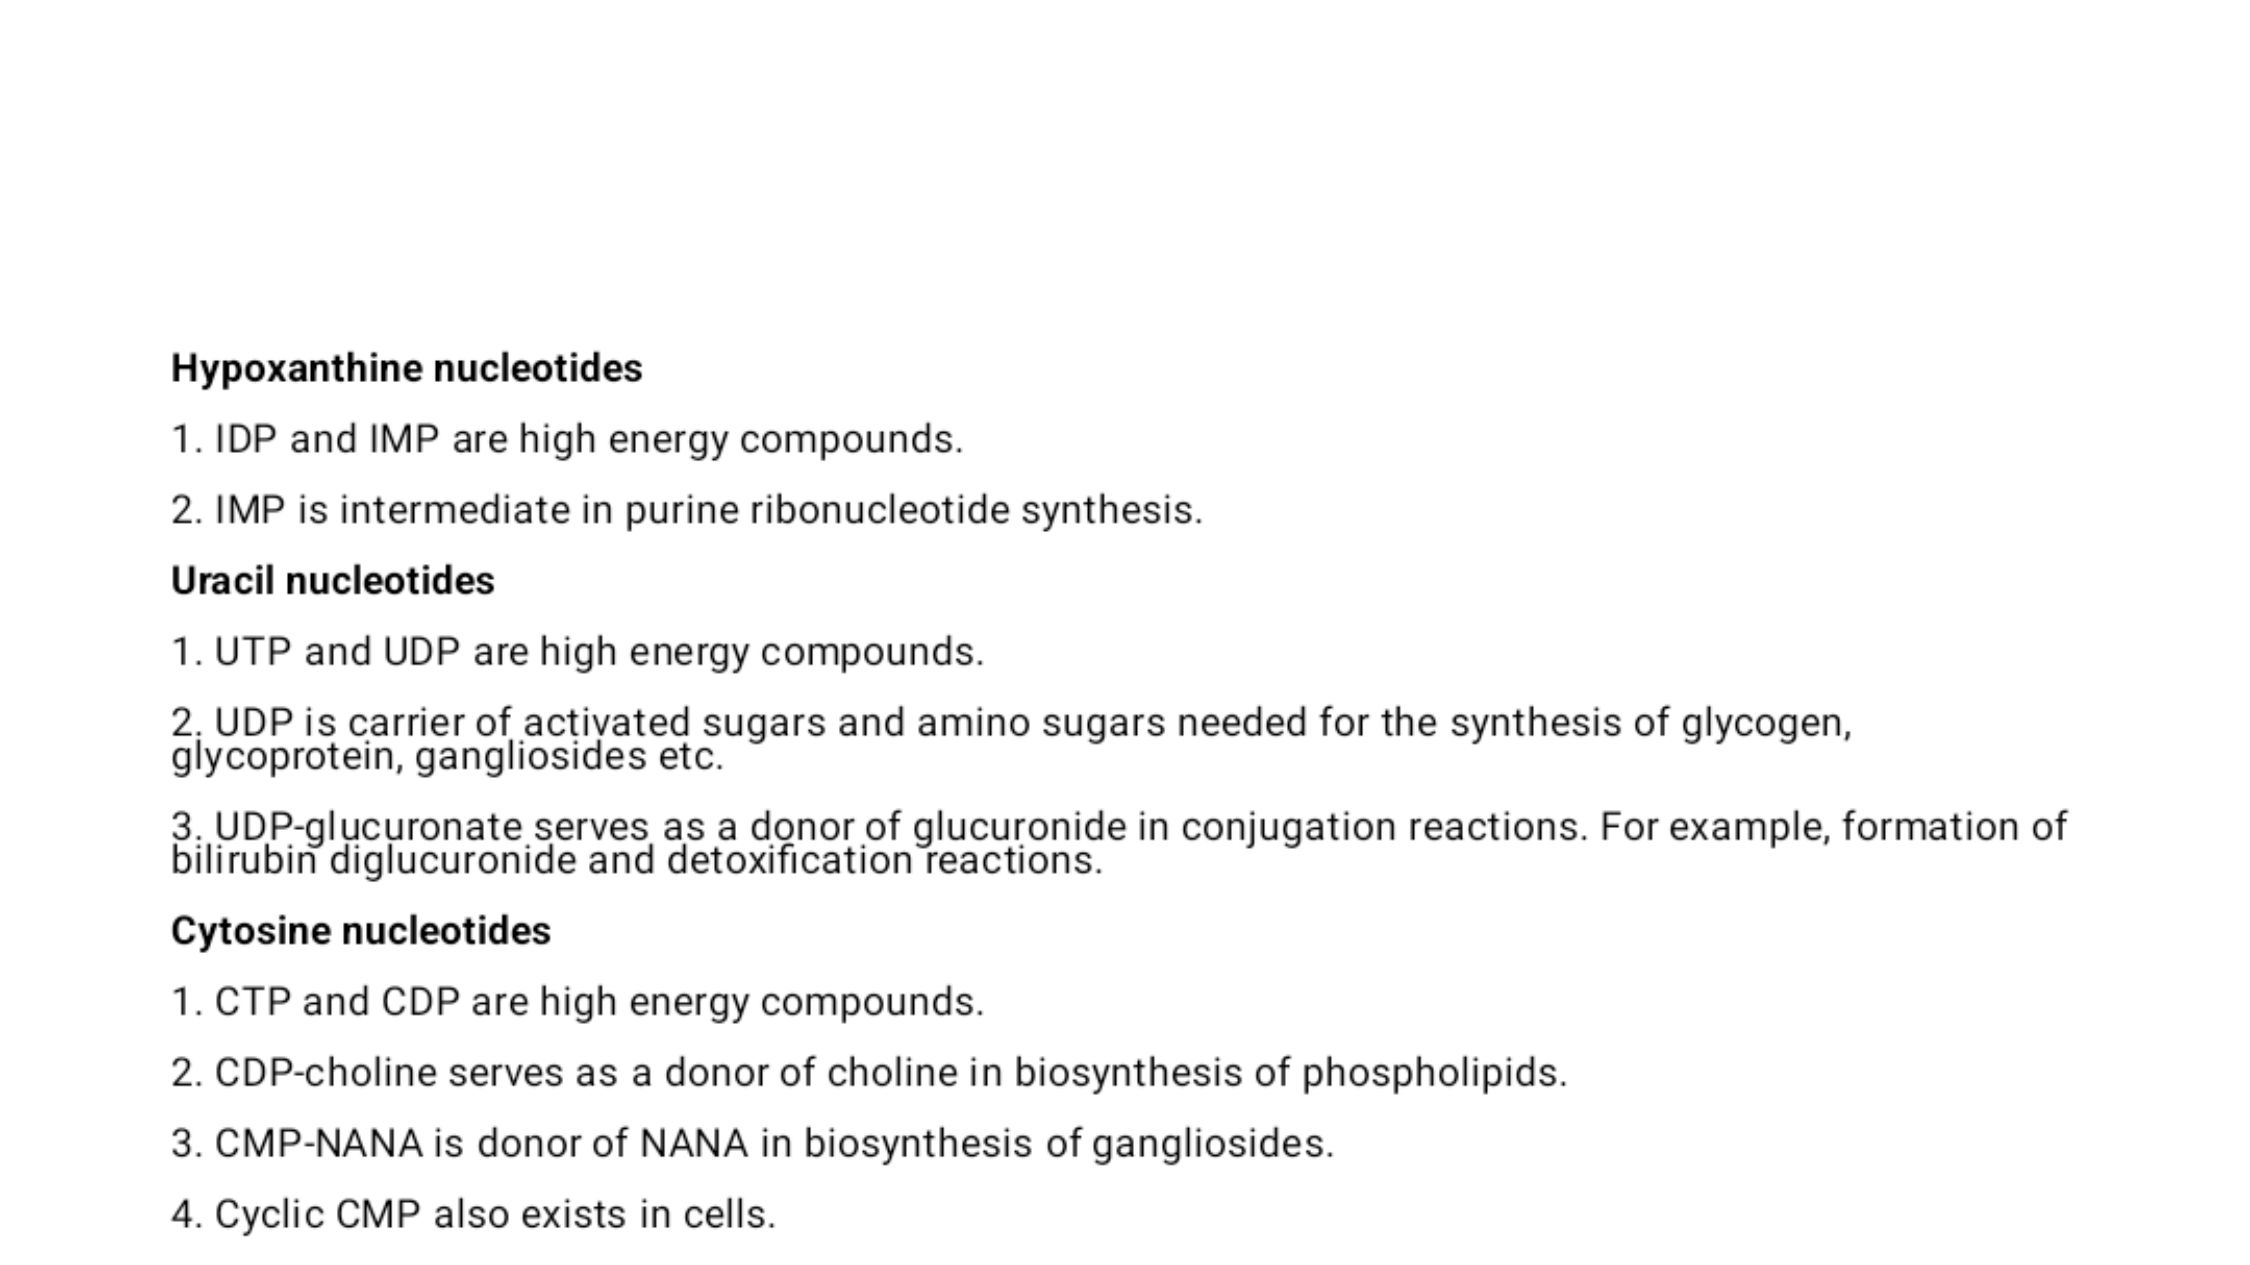 Hypoxanthine nucleotides
1. IDP and IMP are high energy compounds.
2. IMP is intermediate in purine ribonucleotide synthesis.
Uracil nucleotides
1. UTP and UDP are high energy compounds.
2. UDP is carrier of activated sugars and amino sugars needed for the synthesis of glycogen,
glycoprotein, gangliosides etc.
3. UDP-glucuronate serves as a donor of glucuronide in conjugation reactions. For example, formation of
bilirubin diglucuronide and detoxification reactions.
Cytosine nucleotides
1. CTP and CDP are high energy compounds.
2. CDP-choline serves as a donor of choline in biosynthesis of phospholipids.
3. CMP-NANA is donor of NANA in biosynthesis of gangliosides.
4. Cyclic CMP also exists in cells.